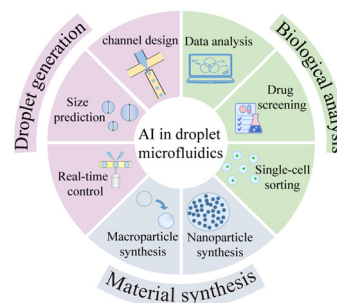 Droplet generation
Biological analysis
channel design
Data analysis
Size
prediction
Drug
screening
AI in droplet
microfluidics
Real-time
control
Single-cell
sorting
Macroparticle
synthesis
Nanoparticle
synthesis
Material synthesis